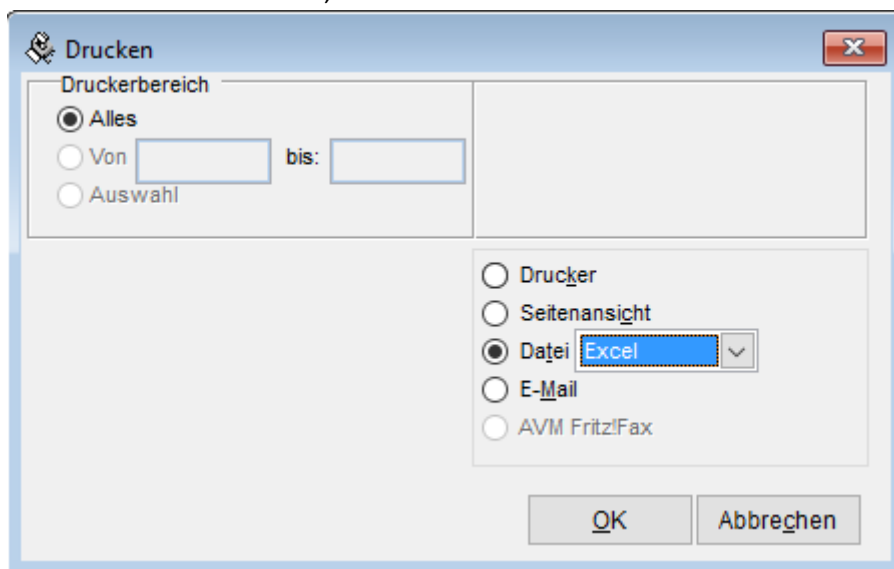 Drucken
Druckerbereich
Alles
Von bis:
Auswahl
Drucker
Seitenansicht
Datei Excel
E-Mail
AVM Fritz!Fax
OK Abbrechen